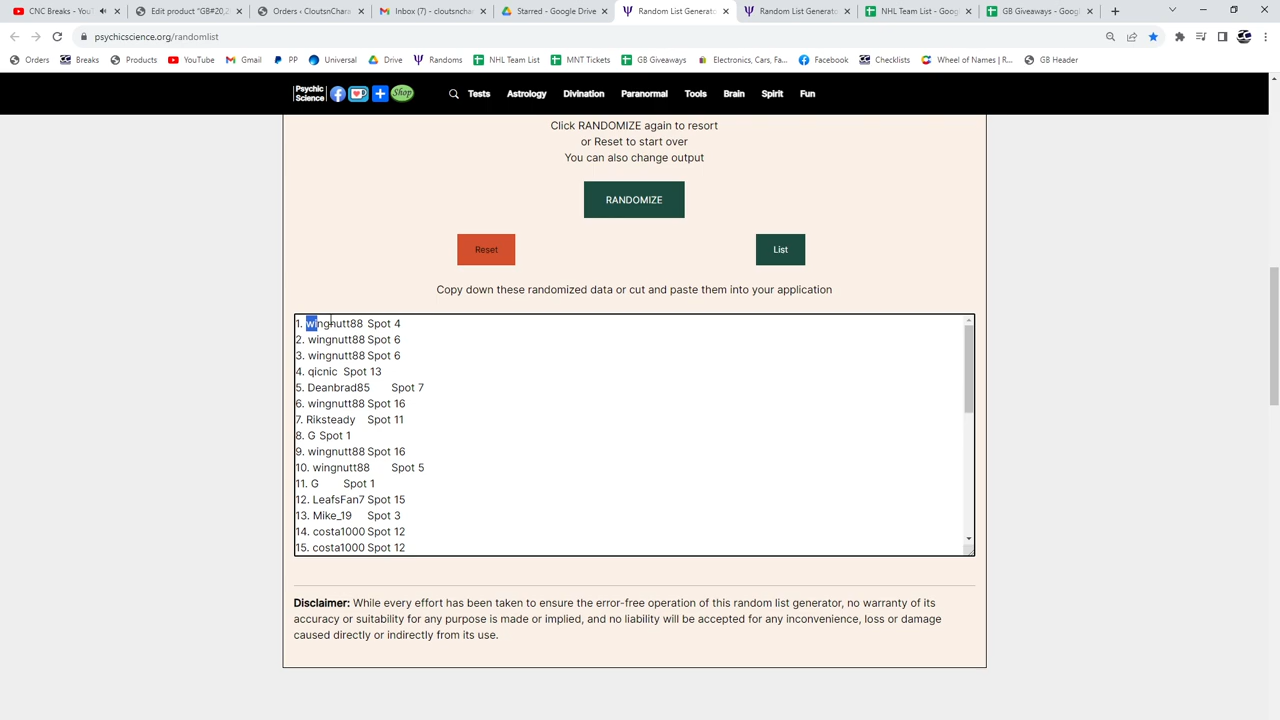 CNC Breaks - YouT
Edit product "GB#20,
Orders ‹ CloutsnChara
Inbox (7) - cloutsnchar
Starred - Google Drive
Random List Generato
Random List Generato
NHL Team List - Googl
GB Giveaways - Googl
psychicscience.org/randomlist
Orders
Breaks
Products
YouTube
Gmail
PP
Universal
Drive
Randoms
NHL Team List
MNT Tickets
GB Giveaways
Electronics, Cars, Fa...
Facebook
Checklists
Wheel of Names | R...
GB Header
Psychic Science
Shop
Tests
Astrology
Divination
Paranormal
Tools
Brain
Spirit
Fun
Click RANDOMIZE again to resort
or Reset to start over
You can also change output
RANDOMIZE
Reset
List
Copy down these randomized data or cut and paste them into your application
1. wingnutt88 Spot 4
2. wingnutt88 Spot 6
3. wingnutt88 Spot 6
4. qicnic Spot 13
5. Deanbrad85 Spot 7
6. wingnutt88 Spot 16
7. Riksteady Spot 11
8. G Spot 1
9. wingnutt88 Spot 16
10. wingnutt88 Spot 5
11. G Spot 1
12. LeafsFan7 Spot 15
13. Mike_19 Spot 3
14. costa1000 Spot 12
15. costa1000 Spot 12
Disclaimer: While every effort has been taken to ensure the error-free operation of this random list generator, no warranty of its
accuracy or suitability for any purpose is made or implied, and no liability will be accepted for any inconvenience, loss or damage
caused directly or indirectly from its use.